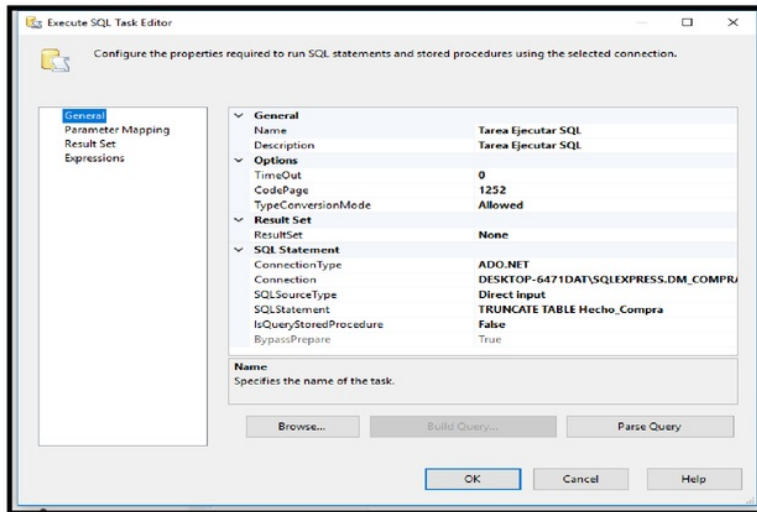 Execute SQL Task Editor
Configure the properties required to run SQL statements and stored procedures using the selected connection.
General
Parameter Mapping
Result Set
Expressions
General
Name Tarea Ejecutar SQL
Description Tarea Ejecutar SQL
Options
TimeOut 0
CodePage 1252
TypeConversionMode Allowed
Result Set
ResultSet None
SQL Statement
ConnectionType ADO.NET
Connection DESKTOP-6471DAT\SQLEXPRESS.DM_COMPRA
SQLSourceType Direct input
SQLStatement TRUNCATE TABLE Hecho_Compra
IsQueryStoredProcedure False
BypassPrepare True
Name
Specifies the name of the task.
Browse... Build Query... Parse Query
OK Cancel Help